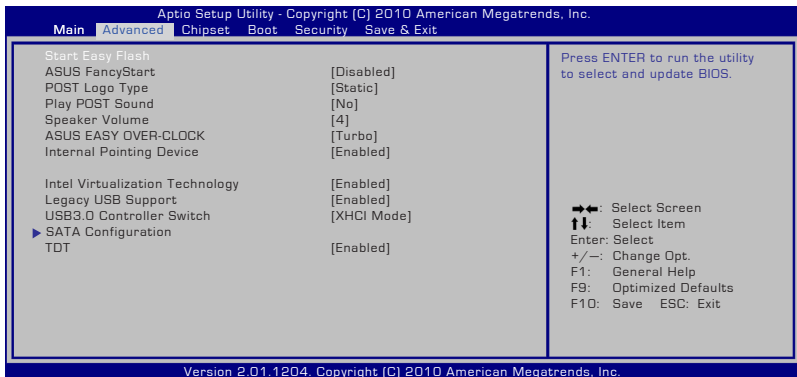 Aptio Setup Utility - Copyright (C) 2010 American Megatrends, Inc.
Main Advanced Chipset Boot Security Save & Exit
Start Easy Flash
ASUS FancyStart [Disabled]
POST Logo Type [Static]
Play POST Sound [No]
Speaker Volume [4]
ASUS EASY OVER-CLOCK [Turbo]
Internal Pointing Device [Enabled]
Intel Virtualization Technology [Enabled]
Legacy USB Support [Enabled]
USB3.0 Controller Switch [XHCI Mode]
SATA Configuration
TDT [Enabled]
Press ENTER to run the utility
to select and update BIOS.
→←: Select Screen
↑↓: Select Item
Enter: Select
+/—: Change Opt.
F1: General Help
F9: Optimized Defaults
F10: Save ESC: Exit
Version 2.01.1204. Copyright (C) 2010 American Megatrends, Inc.